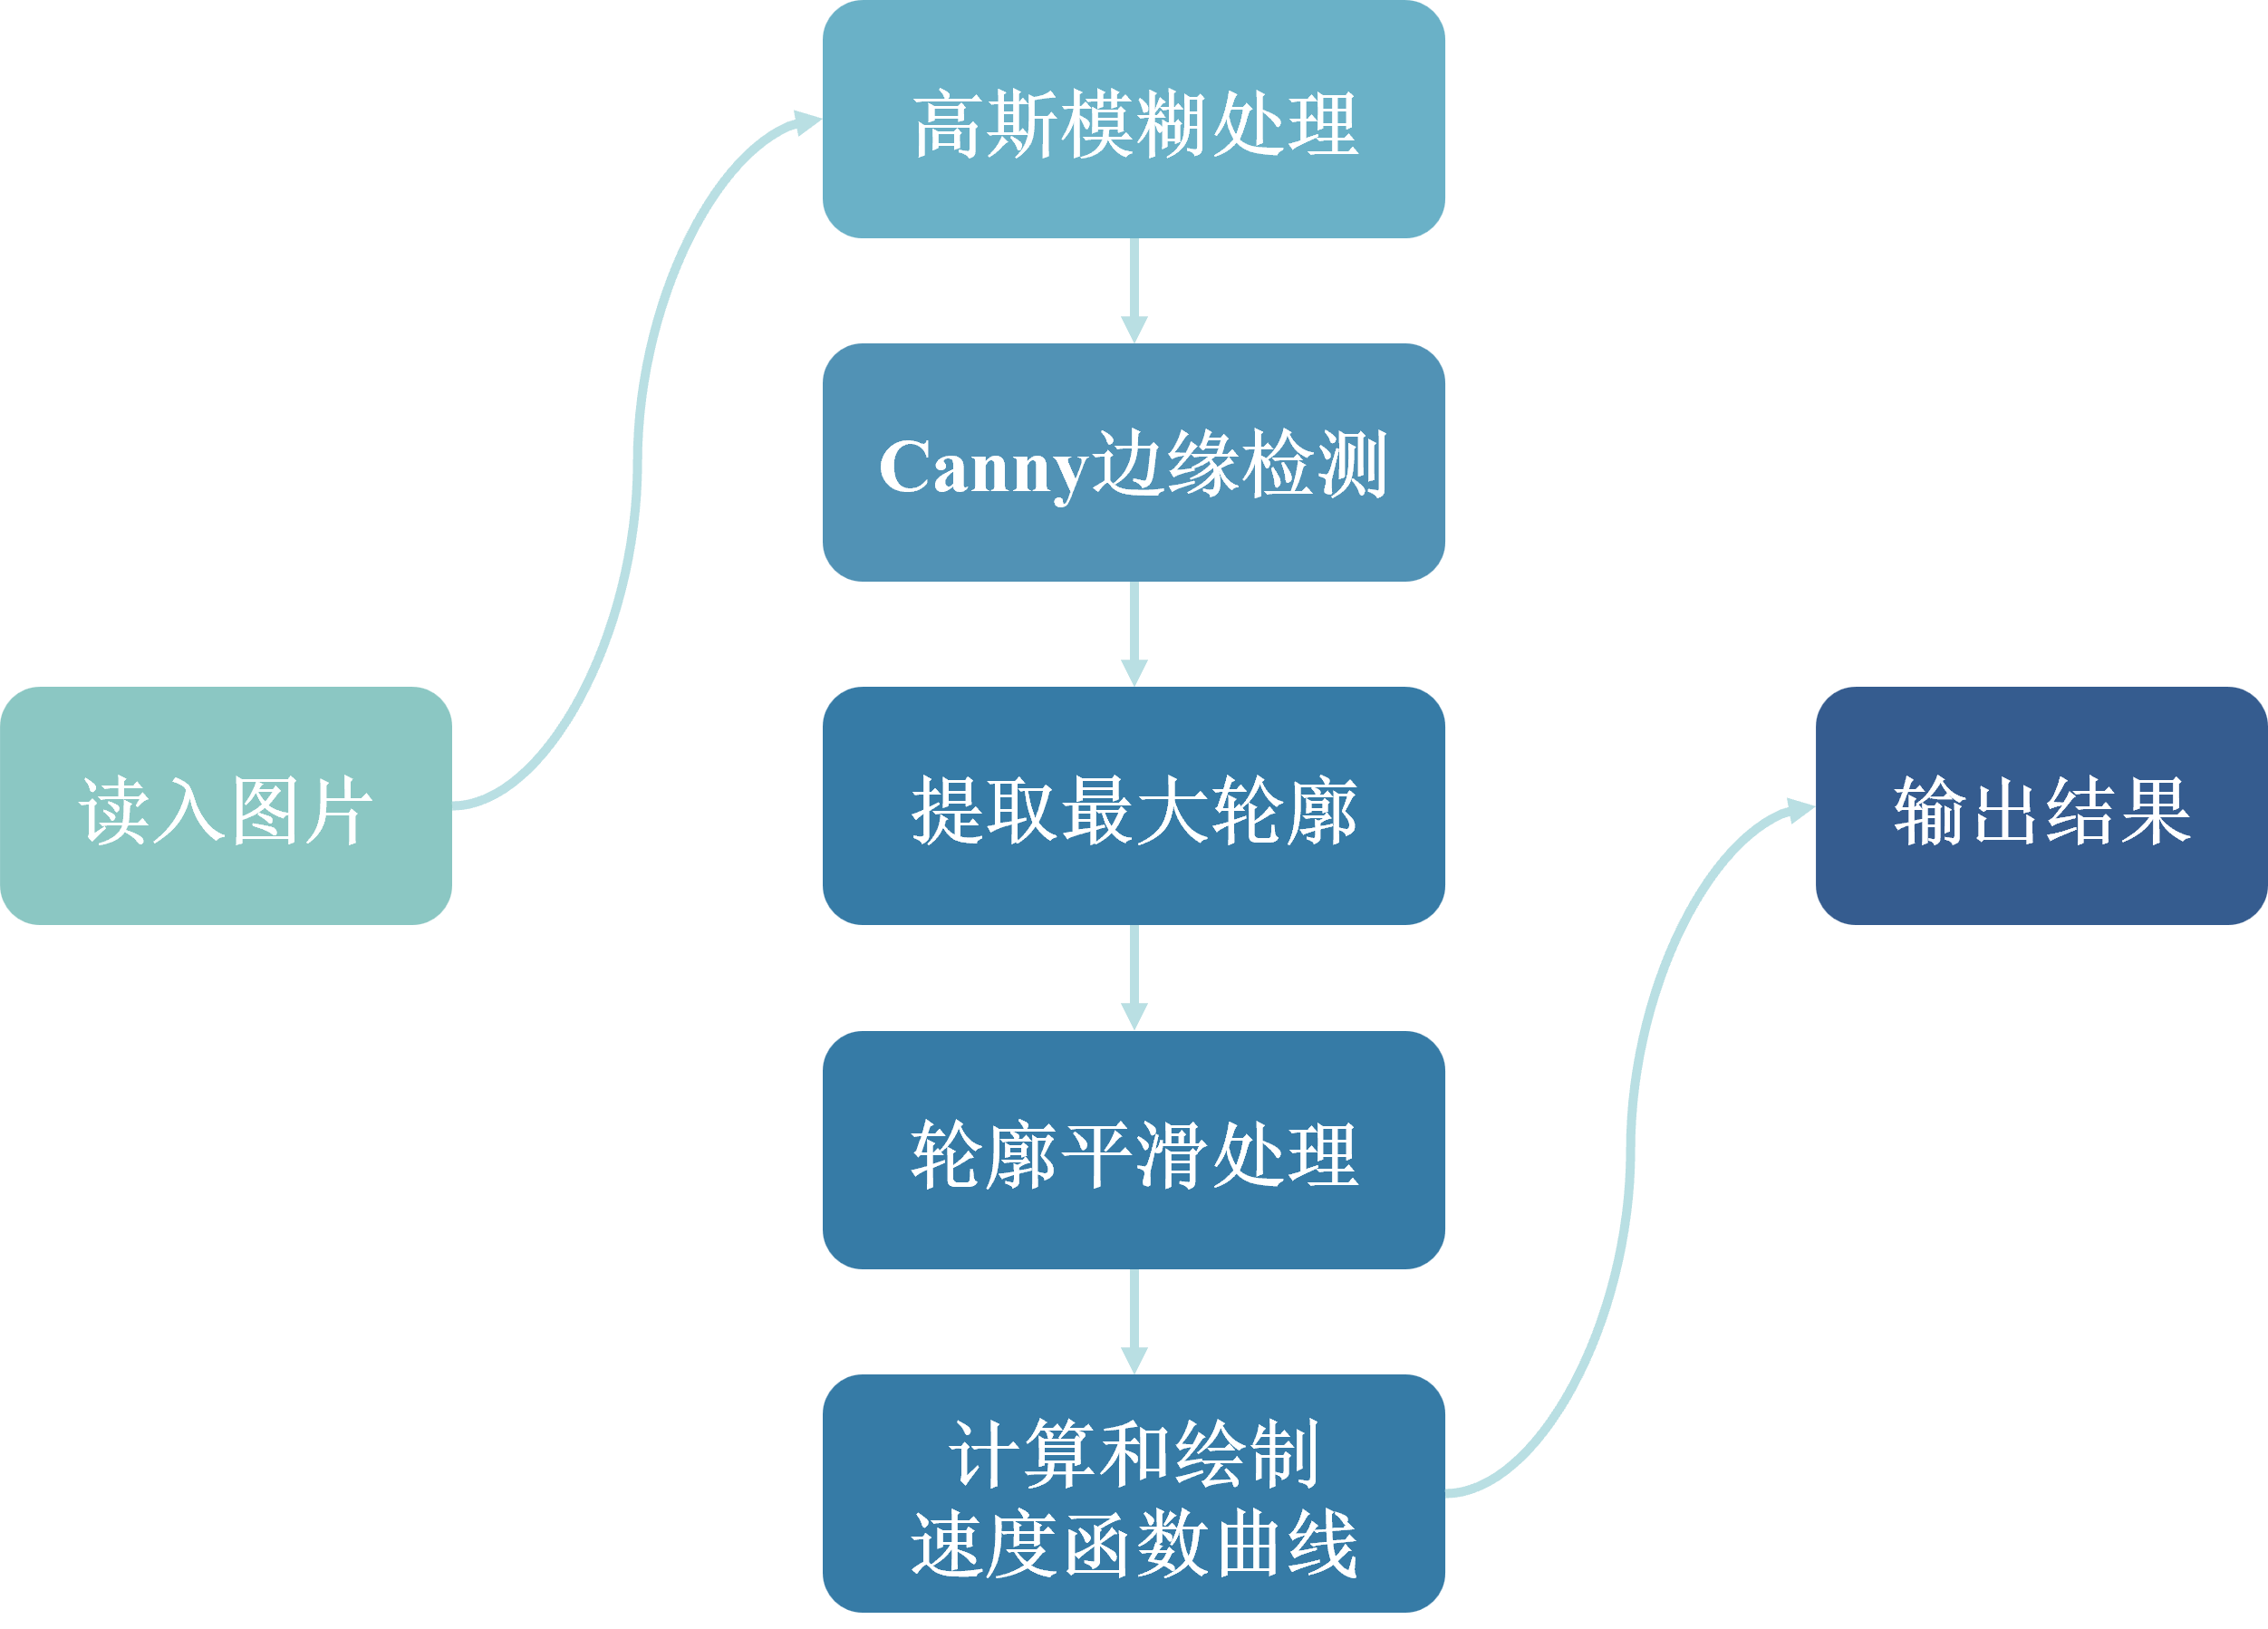 读入图片
高斯模糊处理
Canny边缘检测
提取最大轮廓
轮廓平滑处理
计算和绘制
速度函数曲线
输出结果